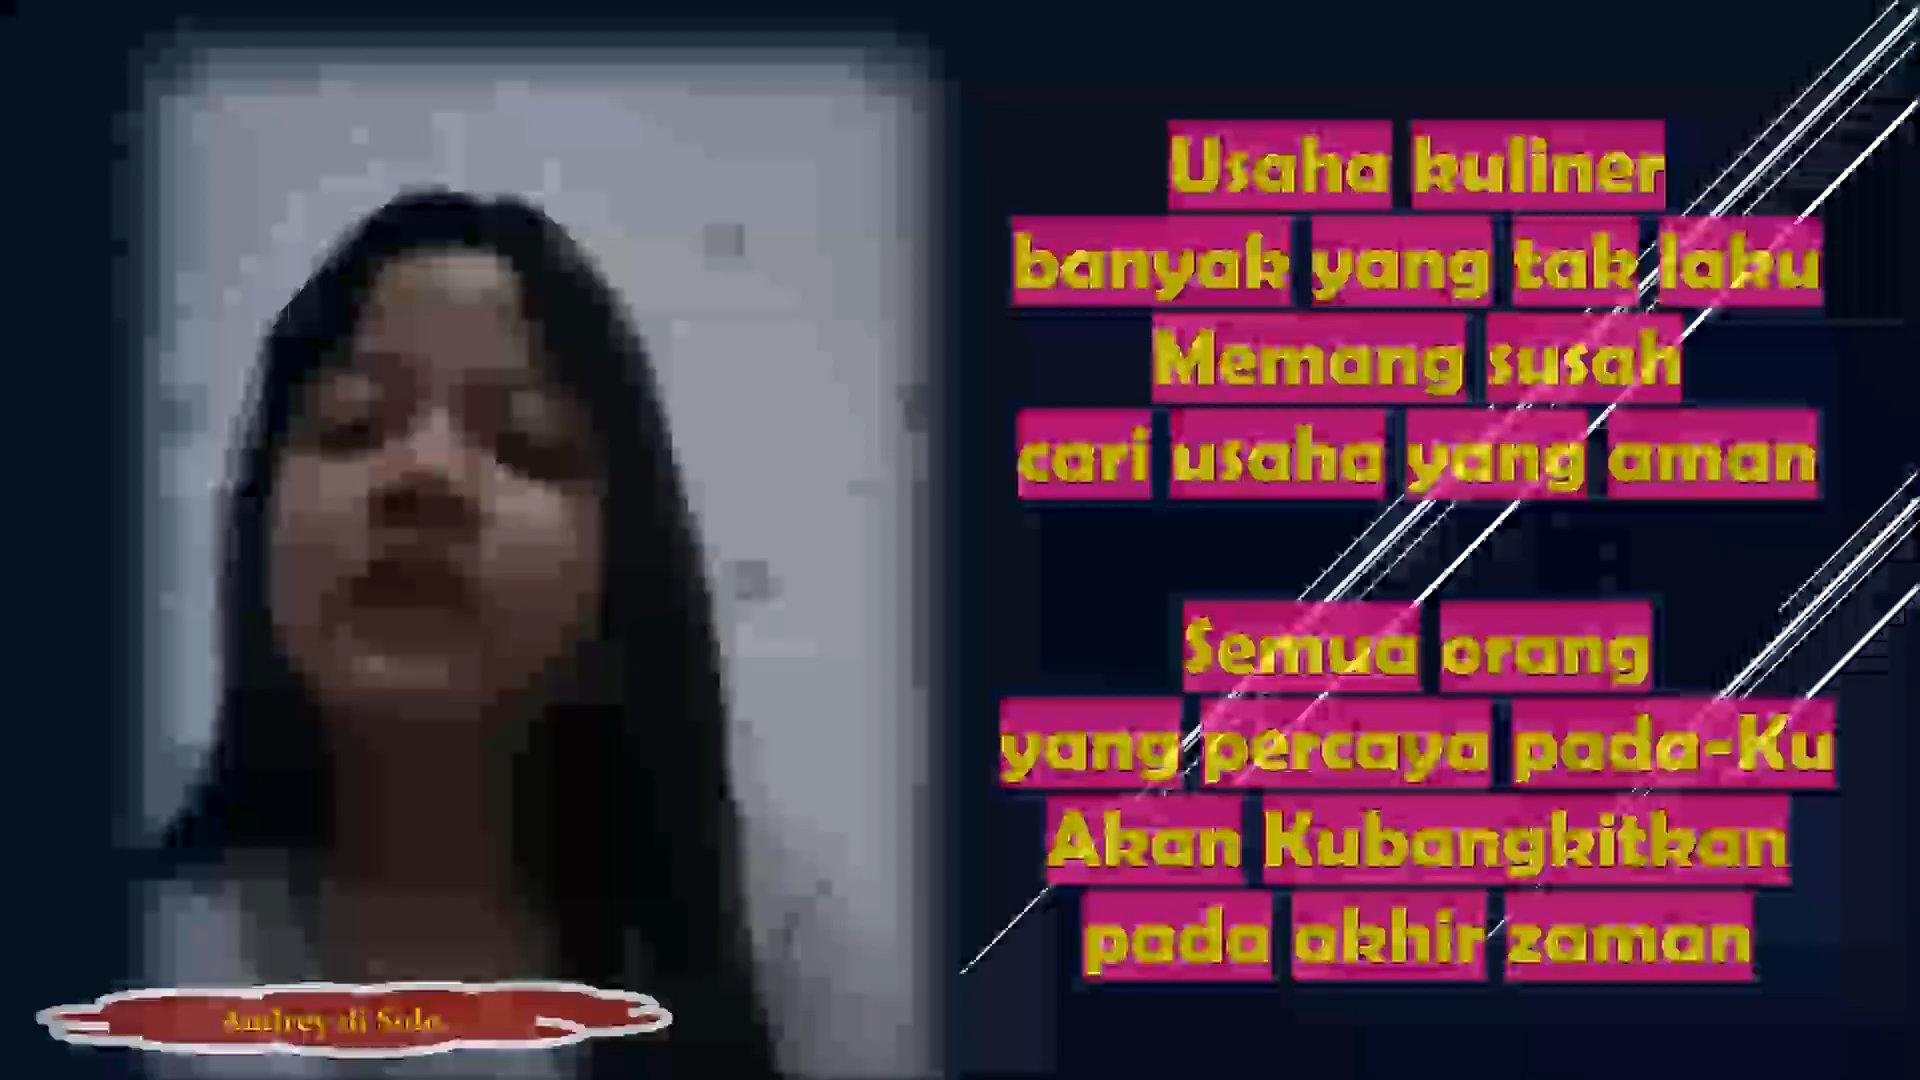 Usaha kuliner
banyak yang tak laku
Memang susah
cari usaha yang aman
Semua orang
yang percaya pada-Ku
Akan Kubangkitkan
pada akhir zaman
Audrey di Solo